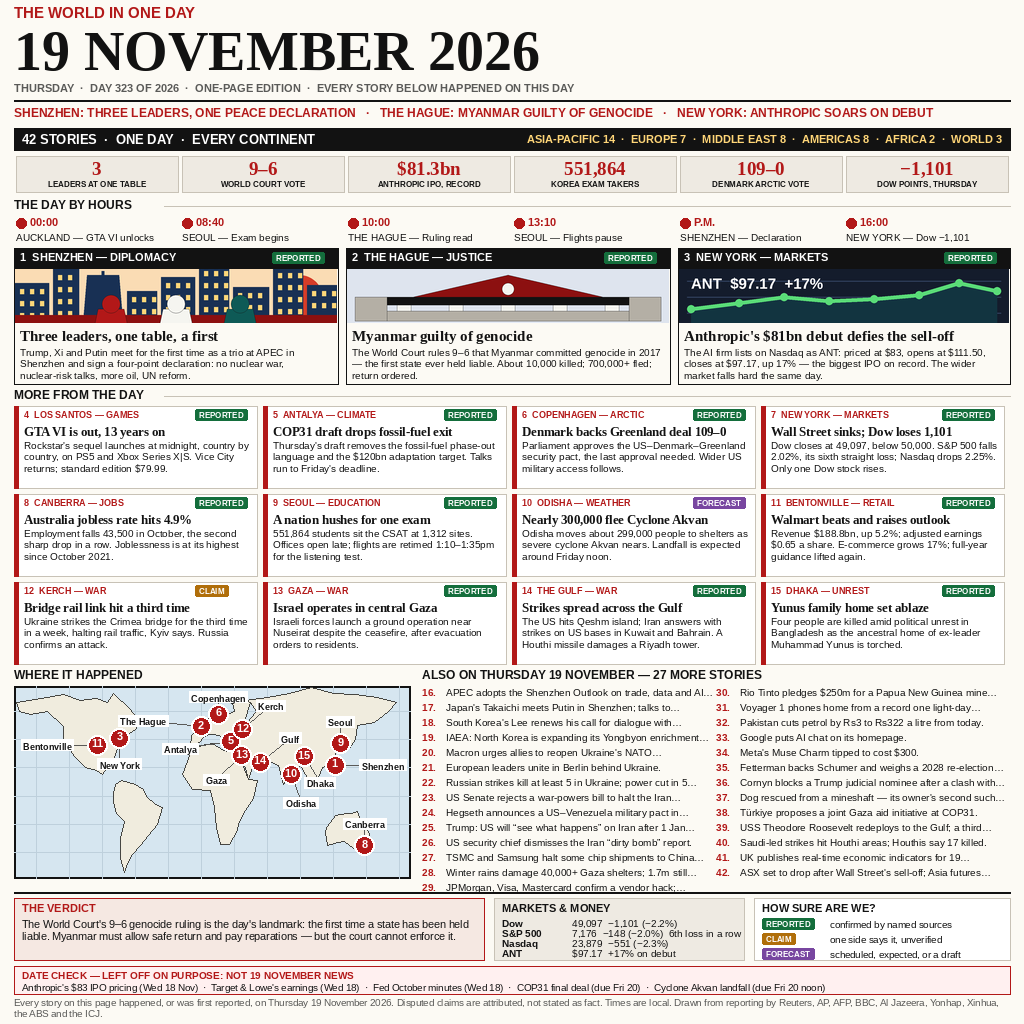 THE WORLD IN ONE DAY
19 NOVEMBER 2026
THURSDAY · DAY 323 OF 2026 · ONE-PAGE EDITION · EVERY STORY BELOW HAPPENED ON THIS DAY
SHENZHEN: THREE LEADERS, ONE PEACE DECLARATION · THE HAGUE: MYANMAR GUILTY OF GENOCIDE · NEW YORK: ANTHROPIC SOARS ON DEBUT
42 STORIES · ONE DAY · EVERY CONTINENT
ASIA-PACIFIC 14 · EUROPE 7 · MIDDLE EAST 8 · AMERICAS 8 · AFRICA 2 · WORLD 3
3
LEADERS AT ONE TABLE
9–6
WORLD COURT VOTE
$81.3bn
ANTHROPIC IPO, RECORD
551,864
KOREA EXAM TAKERS
109–0
DENMARK ARCTIC VOTE
−1,101
DOW POINTS, THURSDAY
THE DAY BY HOURS
00:00
AUCKLAND — GTA VI unlocks
08:40
SEOUL — Exam begins
10:00
THE HAGUE — Ruling read
13:10
SEOUL — Flights pause
P.M.
SHENZHEN — Declaration
16:00
NEW YORK — Dow −1,101
1 SHENZHEN — DIPLOMACY
REPORTED
Three leaders, one table, a first
Trump, Xi and Putin meet for the first time as a trio at APEC in
Shenzhen and sign a four-point declaration: no nuclear war,
nuclear-risk talks, more oil, UN reform.
2 THE HAGUE — JUSTICE
REPORTED
Myanmar guilty of genocide
The World Court rules 9–6 that Myanmar committed genocide in 2017
— the first state ever held liable. About 10,000 killed; 700,000+ fled;
return ordered.
3 NEW YORK — MARKETS
REPORTED
ANT $97.17 +17%
Anthropic's $81bn debut defies the sell-off
The AI firm lists on Nasdaq as ANT: priced at $83, opens at $111.50,
closes at $97.17, up 17% — the biggest IPO on record. The wider
market falls hard the same day.
MORE FROM THE DAY
4 LOS SANTOS — GAMES
REPORTED
GTA VI is out, 13 years on
Rockstar's sequel launches at midnight, country by
country, on PS5 and Xbox Series X|S. Vice City
returns; standard edition $79.99.
5 ANTALYA — CLIMATE
REPORTED
COP31 draft drops fossil-fuel exit
Thursday's draft removes the fossil-fuel phase-out
language and the $120bn adaptation target. Talks
run to Friday's deadline.
6 COPENHAGEN — ARCTIC
REPORTED
Denmark backs Greenland deal 109–0
Parliament approves the US–Denmark–Greenland
security pact, the last approval needed. Wider US
military access follows.
7 NEW YORK — MARKETS
REPORTED
Wall Street sinks; Dow loses 1,101
Dow closes at 49,097, below 50,000. S&P 500 falls
2.02%, its sixth straight loss; Nasdaq drops 2.25%.
Only one Dow stock rises.
8 CANBERRA — JOBS
REPORTED
Australia jobless rate hits 4.9%
Employment falls 43,500 in October, the second
sharp drop in a row. Joblessness is at its highest
since October 2021.
9 SEOUL — EDUCATION
REPORTED
A nation hushes for one exam
551,864 students sit the CSAT at 1,312 sites.
Offices open late; flights are retimed 1:10–1:35pm
for the listening test.
10 ODISHA — WEATHER
FORECAST
Nearly 300,000 flee Cyclone Akvan
Odisha moves about 299,000 people to shelters as
severe cyclone Akvan nears. Landfall is expected
around Friday noon.
11 BENTONVILLE — RETAIL
REPORTED
Walmart beats and raises outlook
Revenue $188.8bn, up 5.2%; adjusted earnings
$0.65 a share. E-commerce grows 17%; full-year
guidance lifted again.
12 KERCH — WAR
CLAIM
Bridge rail link hit a third time
Ukraine strikes the Crimea bridge for the third time
in a week, halting rail traffic, Kyiv says. Russia
confirms an attack.
13 GAZA — WAR
REPORTED
Israel operates in central Gaza
Israeli forces launch a ground operation near
Nuseirat despite the ceasefire, after evacuation
orders to residents.
14 THE GULF — WAR
REPORTED
Strikes spread across the Gulf
The US hits Qeshm island; Iran answers with
strikes on US bases in Kuwait and Bahrain. A
Houthi missile damages a Riyadh tower.
15 DHAKA — UNREST
REPORTED
Yunus family home set ablaze
Four people are killed amid political unrest in
Bangladesh as the ancestral home of ex-leader
Muhammad Yunus is torched.
WHERE IT HAPPENED
Copenhagen
Kerch
The Hague
Seoul
Bentonville
Antalya
Gulf
New York
Gaza
Dhaka
Shenzhen
Odisha
Canberra
6
2
12
3
11
5
9
13
14
15
1
10
8
ALSO ON THURSDAY 19 NOVEMBER — 27 MORE STORIES
16. APEC adopts the Shenzhen Outlook on trade, data and AI...
17. Japan's Takaichi meets Putin in Shenzhen; talks to...
18. South Korea's Lee renews his call for dialogue with...
19. IAEA: North Korea is expanding its Yongbyon enrichment...
20. Macron urges allies to reopen Ukraine's NATO...
21. European leaders unite in Berlin behind Ukraine.
22. Russian strikes kill at least 5 in Ukraine; power cut in 5...
23. US Senate rejects a war-powers bill to halt the Iran...
24. Hegseth announces a US–Venezuela military pact in...
25. Trump: US will “see what happens” on Iran after 1 Jan...
26. US security chief dismisses the Iran “dirty bomb” report.
27. TSMC and Samsung halt some chip shipments to China...
28. Winter rains damage 40,000+ Gaza shelters; 1.7m still...
29. JPMorgan, Visa, Mastercard confirm a vendor hack;...
30. Rio Tinto pledges $250m for a Papua New Guinea mine...
31. Voyager 1 phones home from a record one light-day...
32. Pakistan cuts petrol by Rs3 to Rs322 a litre from today.
33. Google puts AI chat on its homepage.
34. Meta's Muse Charm tipped to cost $300.
35. Fetterman backs Schumer and weighs a 2028 re-election...
36. Cornyn blocks a Trump judicial nominee after a clash with...
37. Dog rescued from a mineshaft — its owner's second such...
38. Türkiye proposes a joint Gaza aid initiative at COP31.
39. USS Theodore Roosevelt redeploys to the Gulf; a third...
40. Saudi-led strikes hit Houthi areas; Houthis say 17 killed.
41. UK publishes real-time economic indicators for 19...
42. ASX set to drop after Wall Street's sell-off; Asia futures...
THE VERDICT
The World Court's 9–6 genocide ruling is the day's landmark: the first time a state has been held
liable. Myanmar must allow safe return and pay reparations — but the court cannot enforce it.
MARKETS & MONEY
Dow 49,097 −1,101 (−2.2%)
S&P 500 7,176 −148 (−2.0%) 6th loss in a row
Nasdaq 23,879 −551 (−2.3%)
ANT $97.17 +17% on debut
HOW SURE ARE WE?
REPORTED confirmed by named sources
CLAIM one side says it, unverified
FORECAST scheduled, expected, or a draft
DATE CHECK — LEFT OFF ON PURPOSE: NOT 19 NOVEMBER NEWS
Anthropic's $83 IPO pricing (Wed 18 Nov) · Target & Lowe's earnings (Wed 18) · Fed October minutes (Wed 18) · COP31 final deal (due Fri 20) · Cyclone Akvan landfall (due Fri 20 noon)
Every story on this page happened, or was first reported, on Thursday 19 November 2026. Disputed claims are attributed, not stated as fact. Times are local. Drawn from reporting by Reuters, AP, AFP, BBC, Al Jazeera, Yonhap, Xinhua,
the ABS and the ICJ.